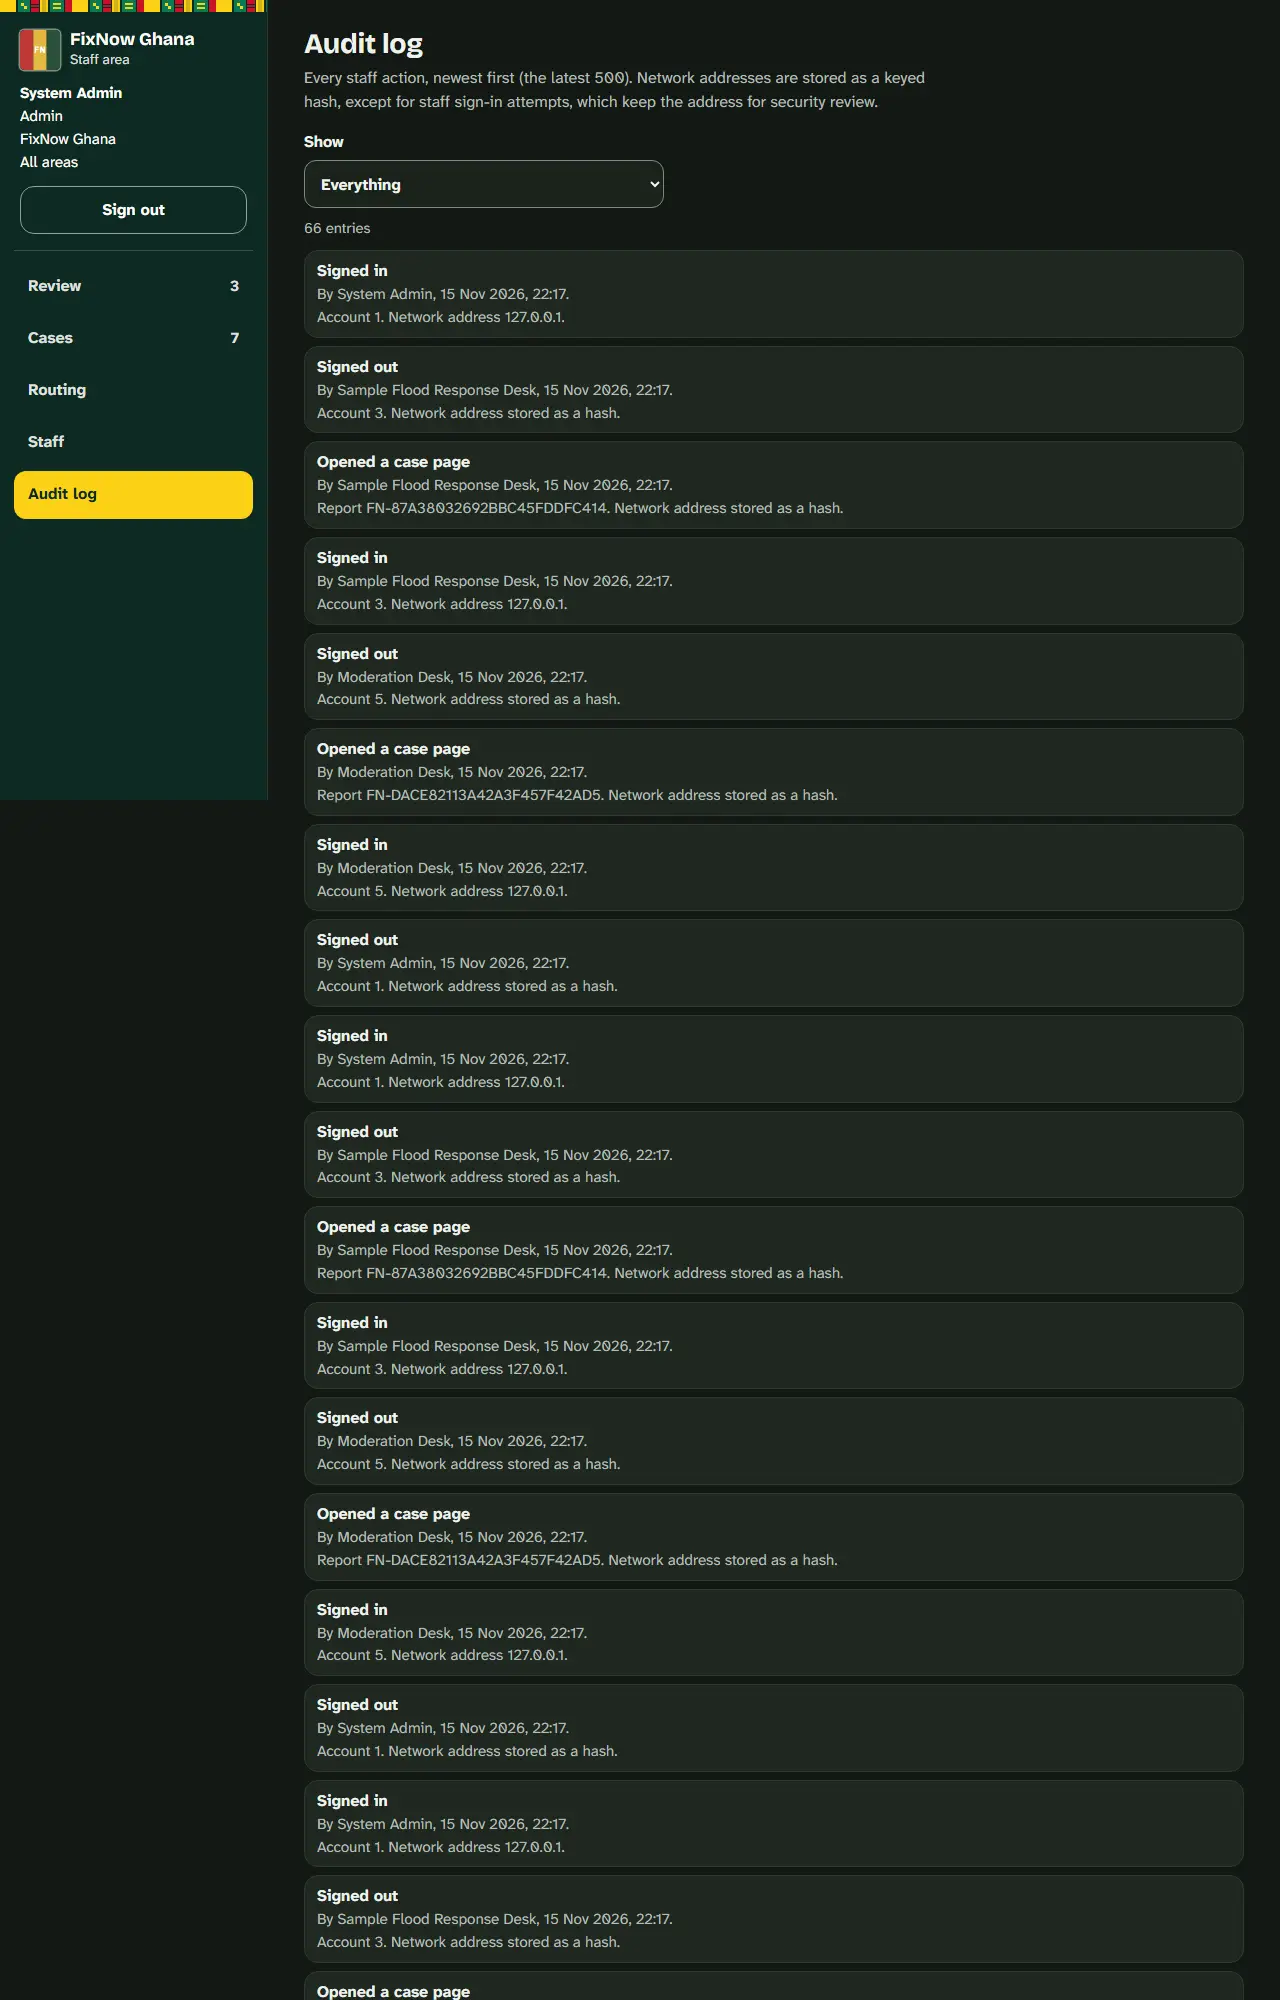 FN
FixNow Ghana
Staff area
System Admin
Admin
FixNow Ghana
All areas
Sign out
Review 3
Cases 7
Routing
Staff
Audit log
Audit log
Every staff action, newest first (the latest 500). Network addresses are stored as a keyed
hash, except for staff sign-in attempts, which keep the address for security review.
Show
Everything
66 entries
Signed in
By System Admin, 15 Nov 2026, 22:17.
Account 1. Network address 127.0.0.1.
Signed out
By Sample Flood Response Desk, 15 Nov 2026, 22:17.
Account 3. Network address stored as a hash.
Opened a case page
By Sample Flood Response Desk, 15 Nov 2026, 22:17.
Report FN-87A38032692BBC45FDDFC414. Network address stored as a hash.
Signed in
By Sample Flood Response Desk, 15 Nov 2026, 22:17.
Account 3. Network address 127.0.0.1.
Signed out
By Moderation Desk, 15 Nov 2026, 22:17.
Account 5. Network address stored as a hash.
Opened a case page
By Moderation Desk, 15 Nov 2026, 22:17.
Report FN-DACE82113A42A3F457F42AD5. Network address stored as a hash.
Signed in
By Moderation Desk, 15 Nov 2026, 22:17.
Account 5. Network address 127.0.0.1.
Signed out
By System Admin, 15 Nov 2026, 22:17.
Account 1. Network address stored as a hash.
Signed in
By System Admin, 15 Nov 2026, 22:17.
Account 1. Network address 127.0.0.1.
Signed out
By Sample Flood Response Desk, 15 Nov 2026, 22:17.
Account 3. Network address stored as a hash.
Opened a case page
By Sample Flood Response Desk, 15 Nov 2026, 22:17.
Report FN-87A38032692BBC45FDDFC414. Network address stored as a hash.
Signed in
By Sample Flood Response Desk, 15 Nov 2026, 22:17.
Account 3. Network address 127.0.0.1.
Signed out
By Moderation Desk, 15 Nov 2026, 22:17.
Account 5. Network address stored as a hash.
Opened a case page
By Moderation Desk, 15 Nov 2026, 22:17.
Report FN-DACE82113A42A3F457F42AD5. Network address stored as a hash.
Signed in
By Moderation Desk, 15 Nov 2026, 22:17.
Account 5. Network address 127.0.0.1.
Signed out
By System Admin, 15 Nov 2026, 22:17.
Account 1. Network address stored as a hash.
Signed in
By System Admin, 15 Nov 2026, 22:17.
Account 1. Network address 127.0.0.1.
Signed out
By Sample Flood Response Desk, 15 Nov 2026, 22:17.
Account 3. Network address stored as a hash.
Opened a case page